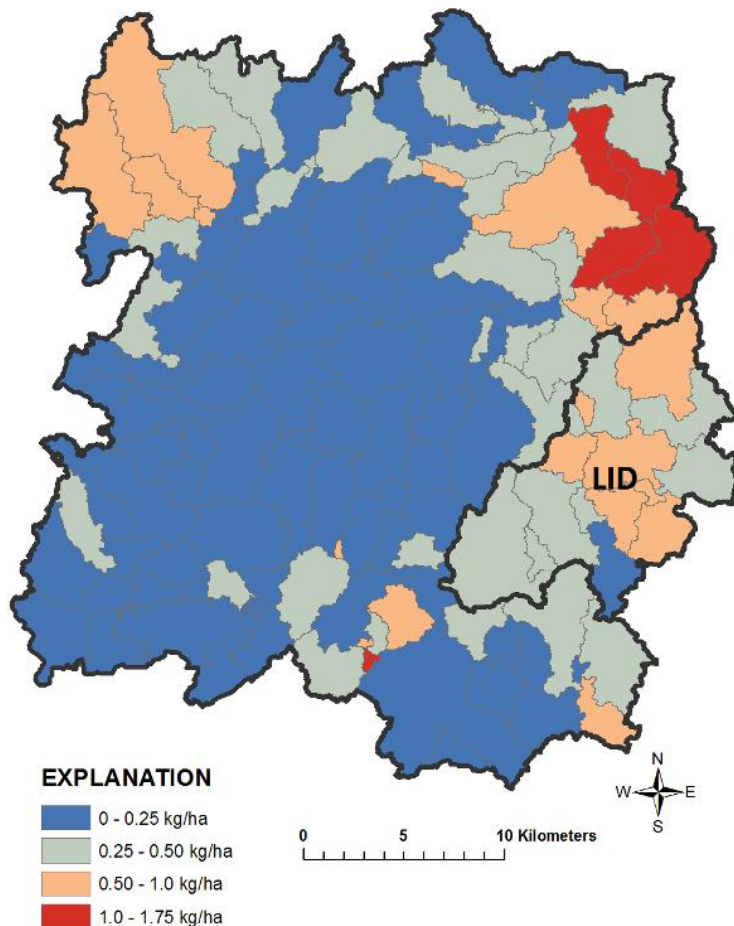 LID
EXPLANATION
0 - 0.25 kg/ha
0.25 - 0.50 kg/ha
0.50 - 1.0 kg/ha
1.0 - 1.75 kg/ha
0 5 10 Kilometers
N
W E
S